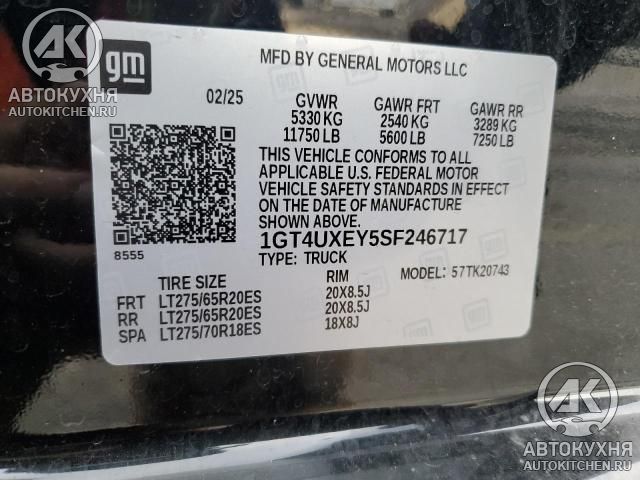 gm
MFD BY GENERAL MOTORS LLC
02/25 GVWR GAWR FRT GAWR RR
5330 KG 2540 KG 3289 KG
11750 LB 5600 LB 7250 LB
THIS VEHICLE CONFORMS TO ALL
APPLICABLE U.S. FEDERAL MOTOR
VEHICLE SAFETY STANDARDS IN EFFECT
ON THE DATE OF MANUFACTURE
SHOWN ABOVE.
8555 1GT4UXEY5SF246717
TYPE: TRUCK MODEL: 57TK20743
TIRE SIZE RIM
FRT LT275/65R20ES 20X8.5J
RR LT275/65R20ES 20X8.5J
SPA LT275/70R18ES 18X8J
АК
АВТОКУХНЯ
AUTOKITCHEN.RU
АК
АВТОКУХНЯ
AUTOKITCHEN.RU